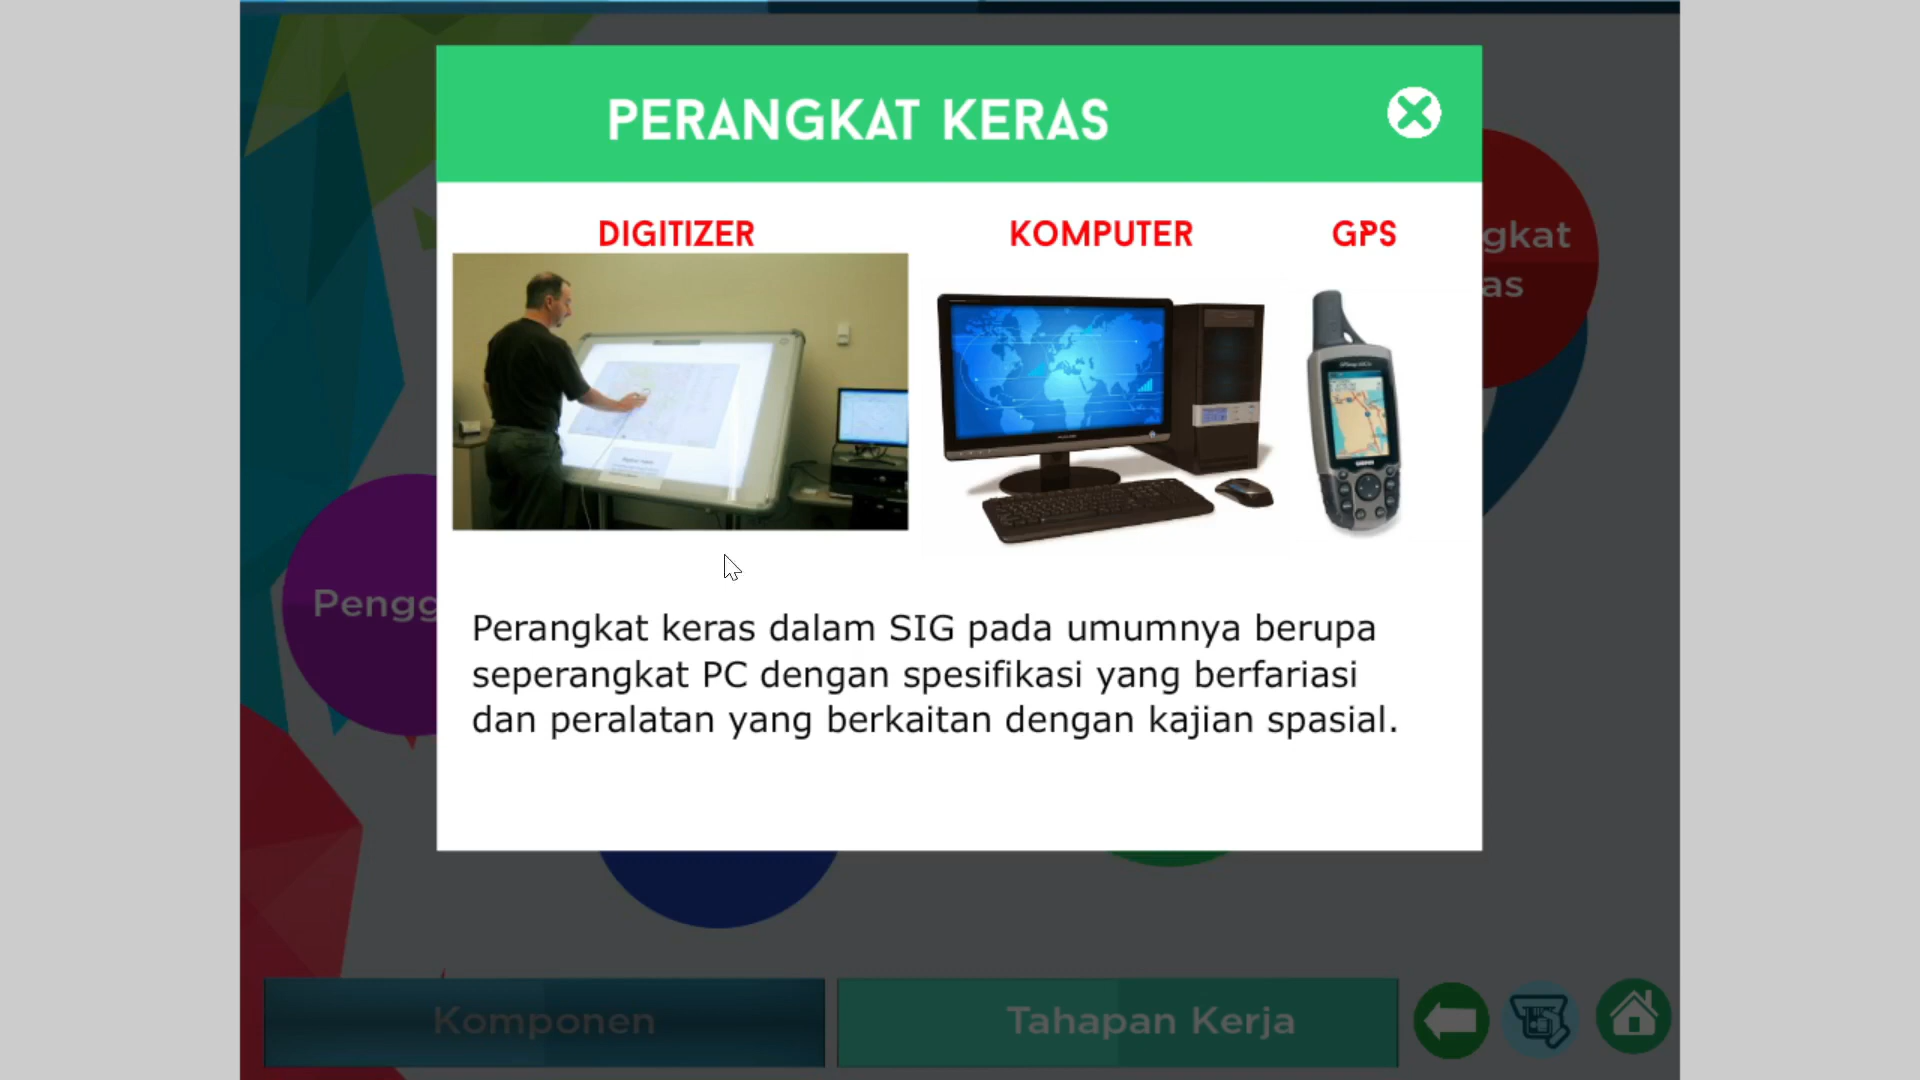 PERANGKAT KERAS
DIGITIZER
KOMPUTER
GPS
gkat
as
Pengg
Perangkat keras dalam SIG pada umumnya berupa
seperangkat PC dengan spesifikasi yang berfariasi
dan peralatan yang berkaitan dengan kajian spasial.
Komponen
Tahapan Kerja